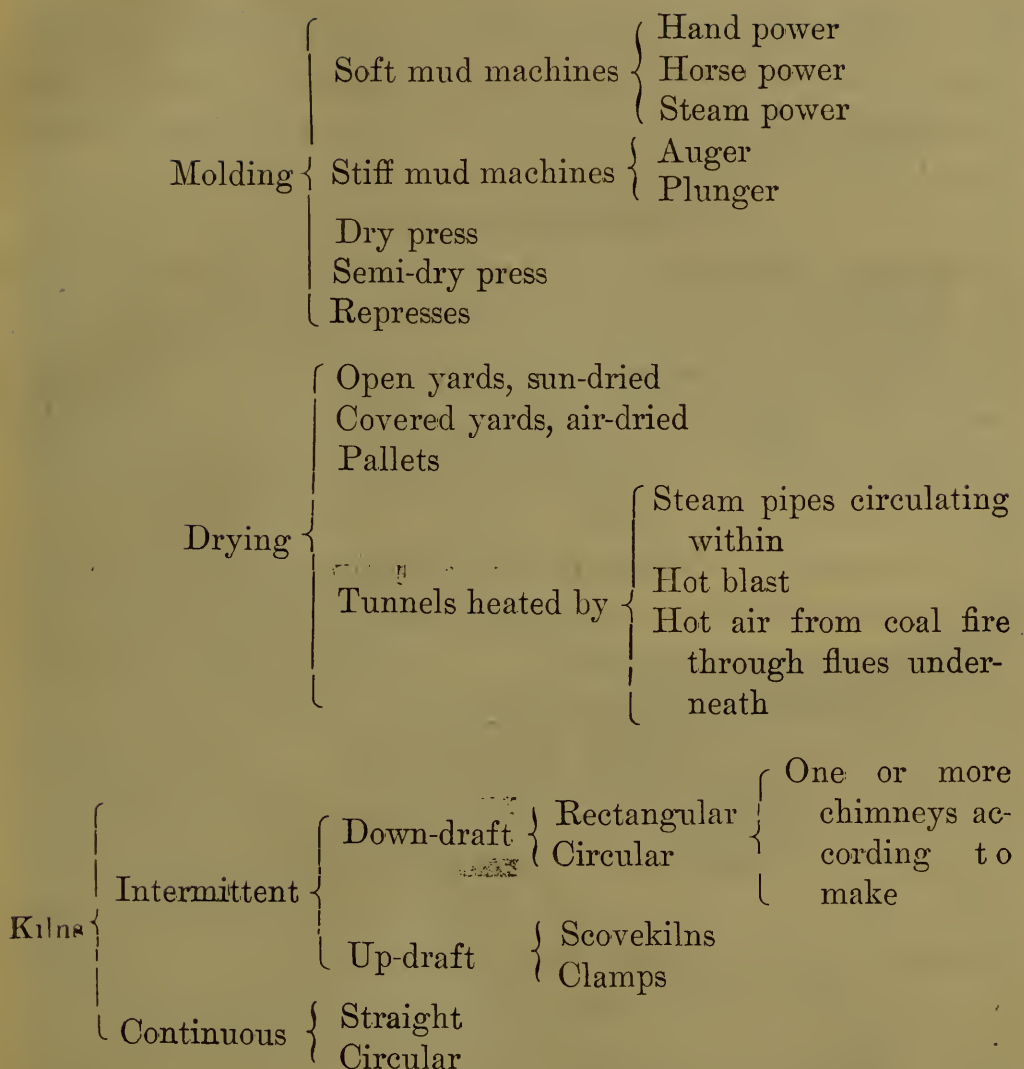 Soft mud machines
Hand power
Horse power
Steam power
Molding
Stiff mud machines
Auger
Plunger
Dry press
Semi-dry press
Represses
Drying
Open yards, sun-dried
Covered yards, air-dried
Pallets
Tunnels heated by
Steam pipes circulating
within
Hot blast
Hot air from coal fire
through flues under-
neath
Kilns
Intermittent
Down-draft
Rectangular
Circular
One or more
chimneys ac-
cording to
make
Up-draft
Scovekilns
Clamps
Continuous
Straight
Circular